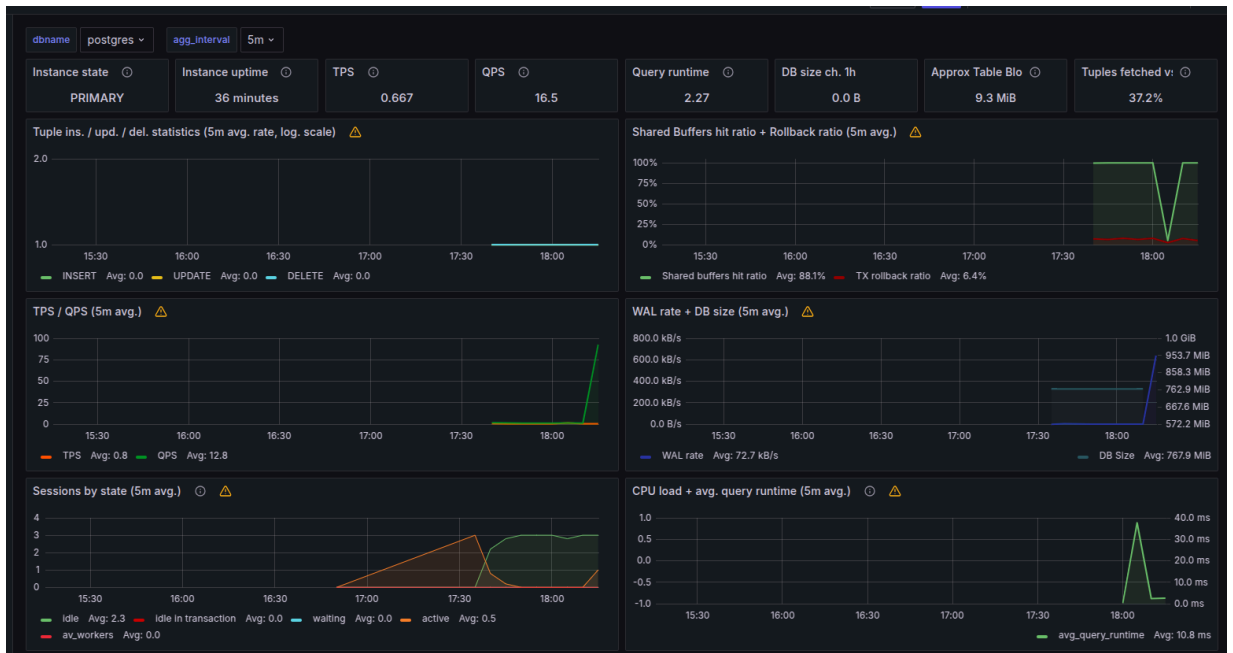 dbname postgres agg_interval 5m
Instance state Instance uptime TPS QPS Query runtime DB size ch. 1h Approx Table Blo Tuples fetched v
PRIMARY 36 minutes 0.667 16.5 2.27 0.0 B 9.3 MiB 37.2%
Tuple ins. / upd. / del. statistics (5m avg. rate, log. scale)
2.0
1.0
15:30 16:00 16:30 17:00 17:30 18:00
INSERT Avg: 0.0 UPDATE Avg: 0.0 DELETE Avg: 0.0
Shared Buffers hit ratio + Rollback ratio (5m avg.)
100%
75%
50%
25%
0%
15:30 16:00 16:30 17:00 17:30 18:00
Shared buffers hit ratio Avg: 88.1% TX rollback ratio Avg: 6.4%
TPS / QPS (5m avg.)
100
75
50
25
0
15:30 16:00 16:30 17:00 17:30 18:00
TPS Avg: 0.8 QPS Avg: 12.8
WAL rate + DB size (5m avg.)
800.0 kB/s 1.0 GiB
600.0 kB/s 953.7 MiB
858.3 MiB
400.0 kB/s 762.9 MiB
200.0 kB/s 667.6 MiB
0.0 B/s 572.2 MiB
15:30 16:00 16:30 17:00 17:30 18:00
WAL rate Avg: 72.7 kB/s DB Size Avg: 767.9 MiB
Sessions by state (5m avg.)
4
3
2
1
0
15:30 16:00 16:30 17:00 17:30 18:00
idle Avg: 2.3 idle in transaction Avg: 0.0 waiting Avg: 0.0 active Avg: 0.5
av_workers Avg: 0.0
CPU load + avg. query runtime (5m avg.)
1.0 40.0 ms
0.5 30.0 ms
0.0 20.0 ms
-0.5 10.0 ms
-1.0 0.0 ms
15:30 16:00 16:30 17:00 17:30 18:00
avg_query_runtime Avg: 10.8 ms